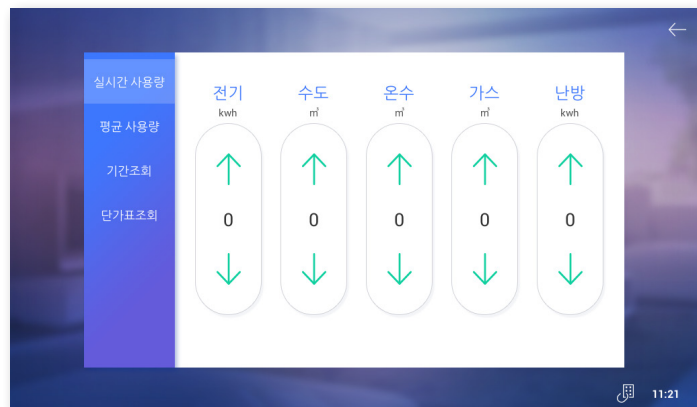 실시간 사용량
평균 사용량
기간조회
단가표조회
전기 수도 온수 가스 난방
kwh ㎥ ㎥ ㎥ kwh
0 0 0 0 0
11:21